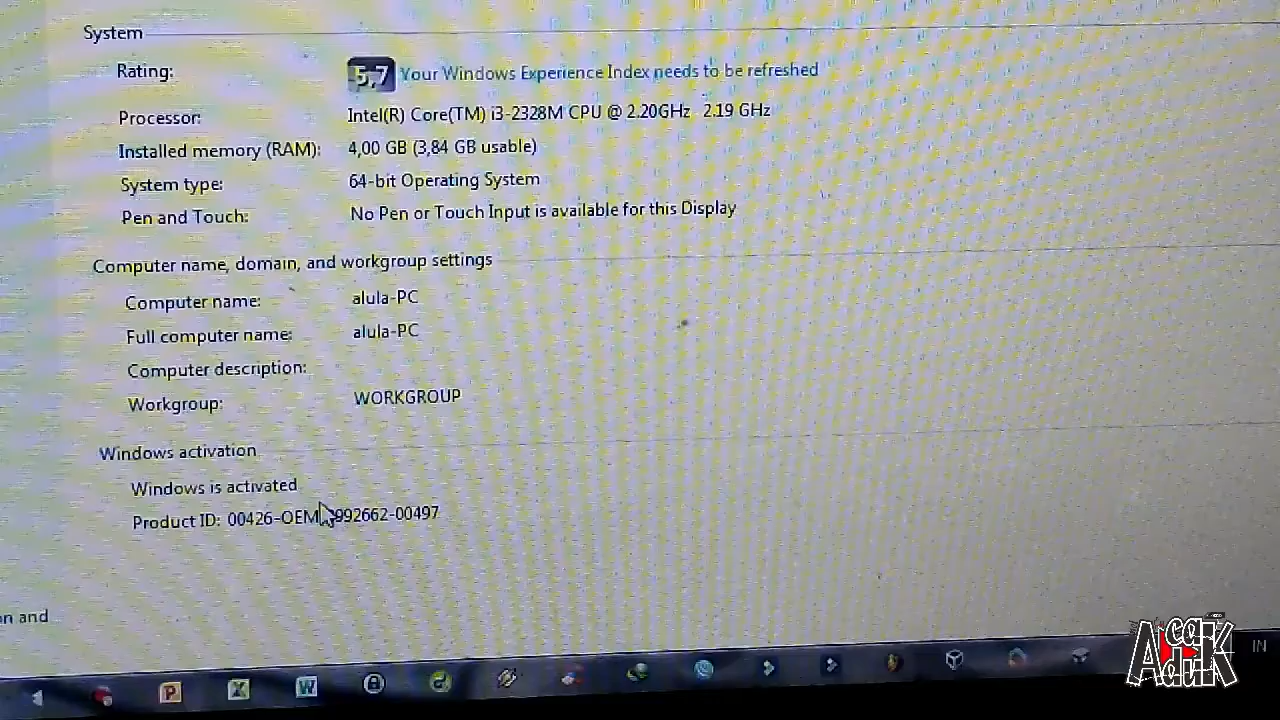 System
Rating: 5,7 Your Windows Experience Index needs to be refreshed
Processor: Intel(R) Core(TM) i3-2328M CPU @ 2.20GHz 2.19 GHz
Installed memory (RAM): 4,00 GB (3,84 GB usable)
System type: 64-bit Operating System
Pen and Touch: No Pen or Touch Input is available for this Display
Computer name, domain, and workgroup settings
Computer name: alula-PC
Full computer name: alula-PC
Computer description:
Workgroup: WORKGROUP
Windows activation
Windows is activated
Product ID: 00426-OEM 992662-00497
and
P X W
IN